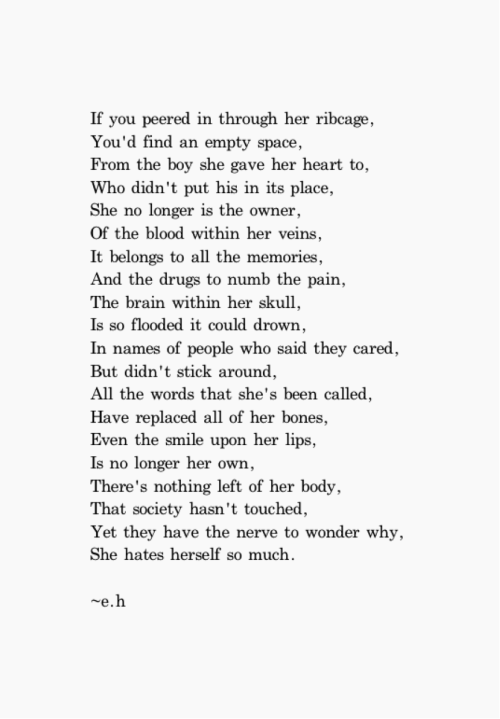 If you peered in through her ribcage,
You'd find an empty space,
From the boy she gave her heart to,
Who didn't put his in its place,
She no longer is the owner,
Of the blood within her veins,
It belongs to all the memories,
And the drugs to numb the pain,
The brain within her skull,
Is so flooded it could drown,
In names of people who said they cared,
But didn't stick around,
All the words that she's been called,
Have replaced all of her bones,
Even the smile upon her lips,
Is no longer her own,
There's nothing left of her body,
That society hasn't touched,
Yet they have the nerve to wonder why,
She hates herself so much.
~e.h